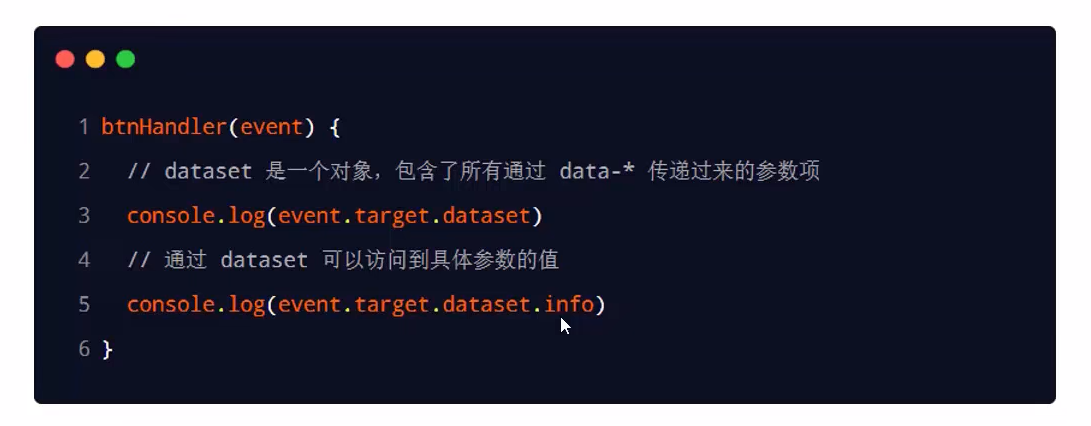 1 btnHandler(event) {
2 // dataset 是一个对象，包含了所有通过 data-* 传递过来的参数项
3 console.log(event.target.dataset)
4 // 通过 dataset 可以访问到具体参数的值
5 console.log(event.target.dataset.info)
6 }